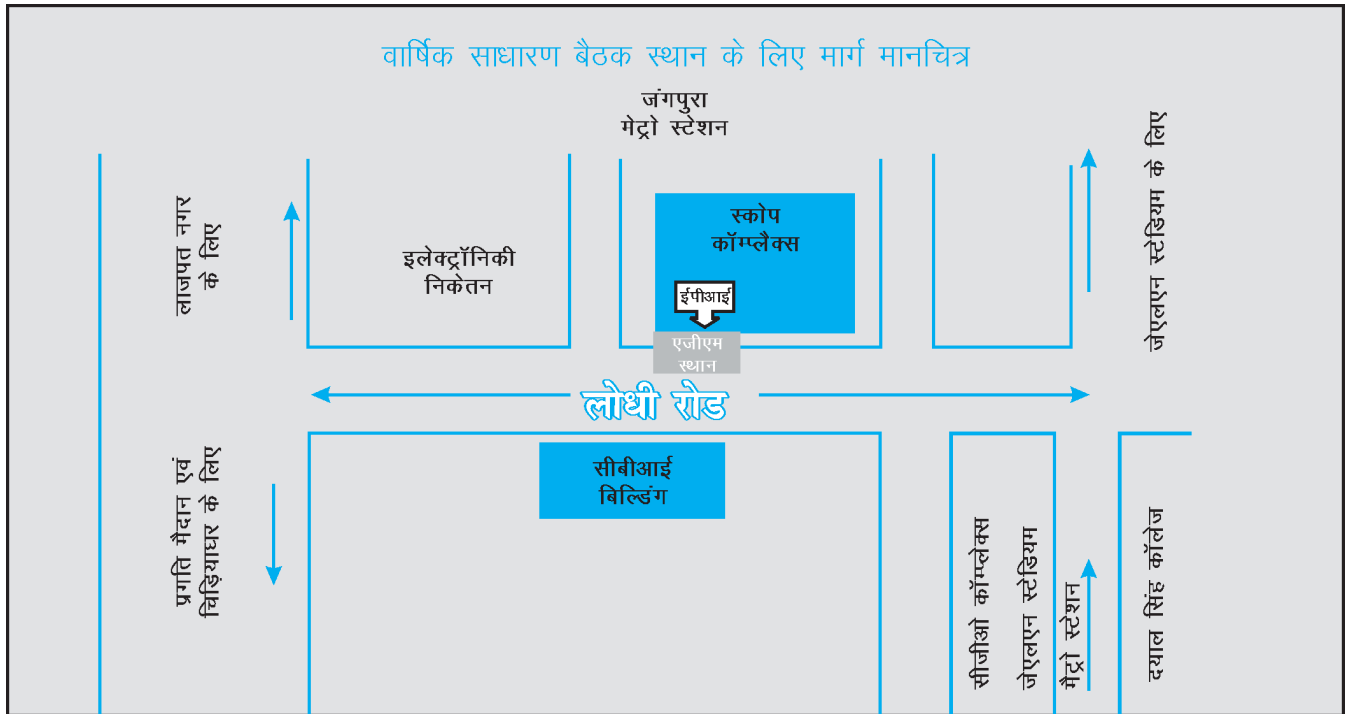 वार्षिक साधारण बैठक स्थान के लिए मार्ग मानचित्र
जंगपुरा
मेट्रो स्टेशन
लाजपत नगर
के लिए
इलेक्ट्रॉनिकी
निकेतन
स्कोप
कॉम्प्लैक्स
ईपीआई
एजीएम
स्थान
जेएलएन स्टेडियम के लिए
लोधी रोड
प्रगति मैदान एवं
चिड़ियाघर के लिए
सीबीआई
बिल्डिंग
सीजीओ कॉम्प्लेक्स
जेएलएन स्टेडियम
मैट्रो स्टेशन
दयाल सिंह कॉलेज